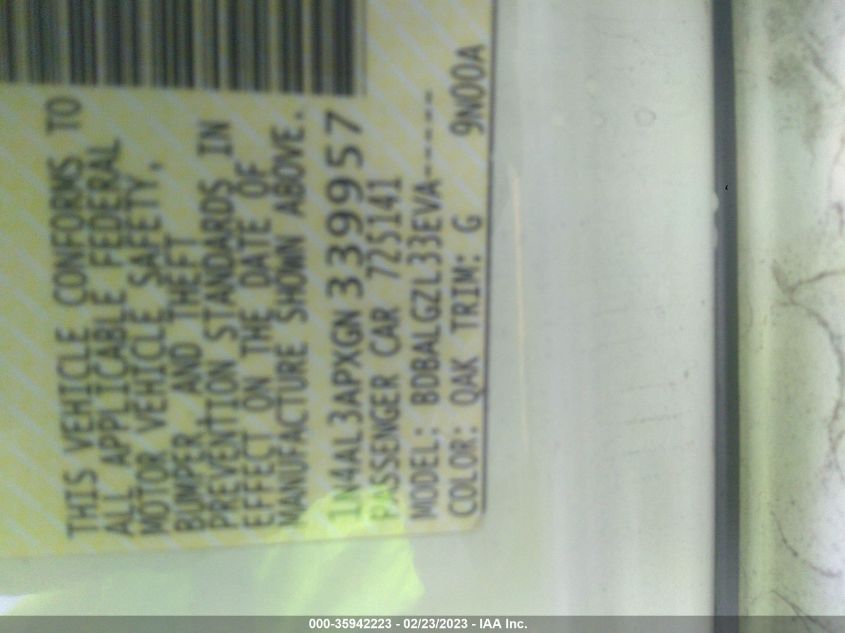 THIS VEHICLE CONFORMS TO
ALL APPLICABLE FEDERAL
MOTOR VEHICLE SAFETY,
BUMPER AND THEFT
PREVENTION STANDARDS IN
EFFECT ON THE DATE OF
MANUFACTURE SHOWN ABOVE.
1N4AL3APXGN339957
PASSENGER CAR 725141
MODEL: BDBALGZL33EVA-----
COLOR: QAK TRIM: G 9N00A
000-35942223 - 02/23/2023 - IAA Inc.